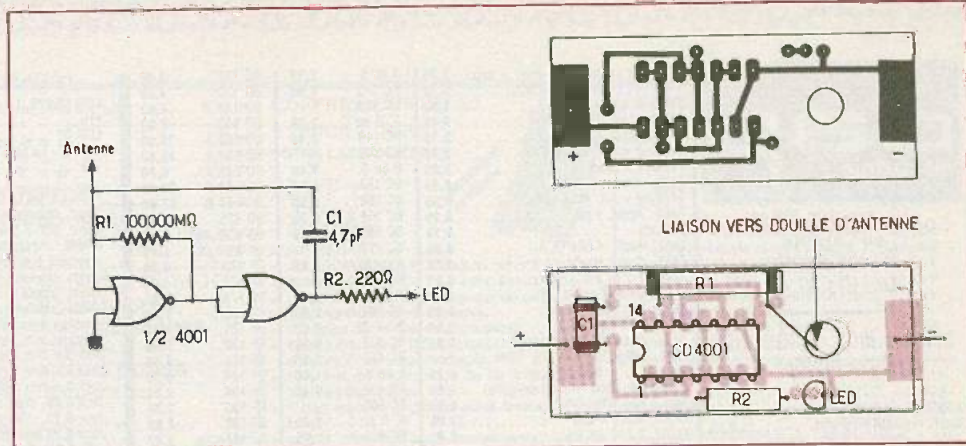 Antenne
R1. 100000MΩ
C1
4,7pF
R2. 220Ω
LED
1/2 4001
+
-
LIAISON VERS DOUILLE D'ANTENNE
R1
C1
14
+
-
CD4001
1
R2
LED